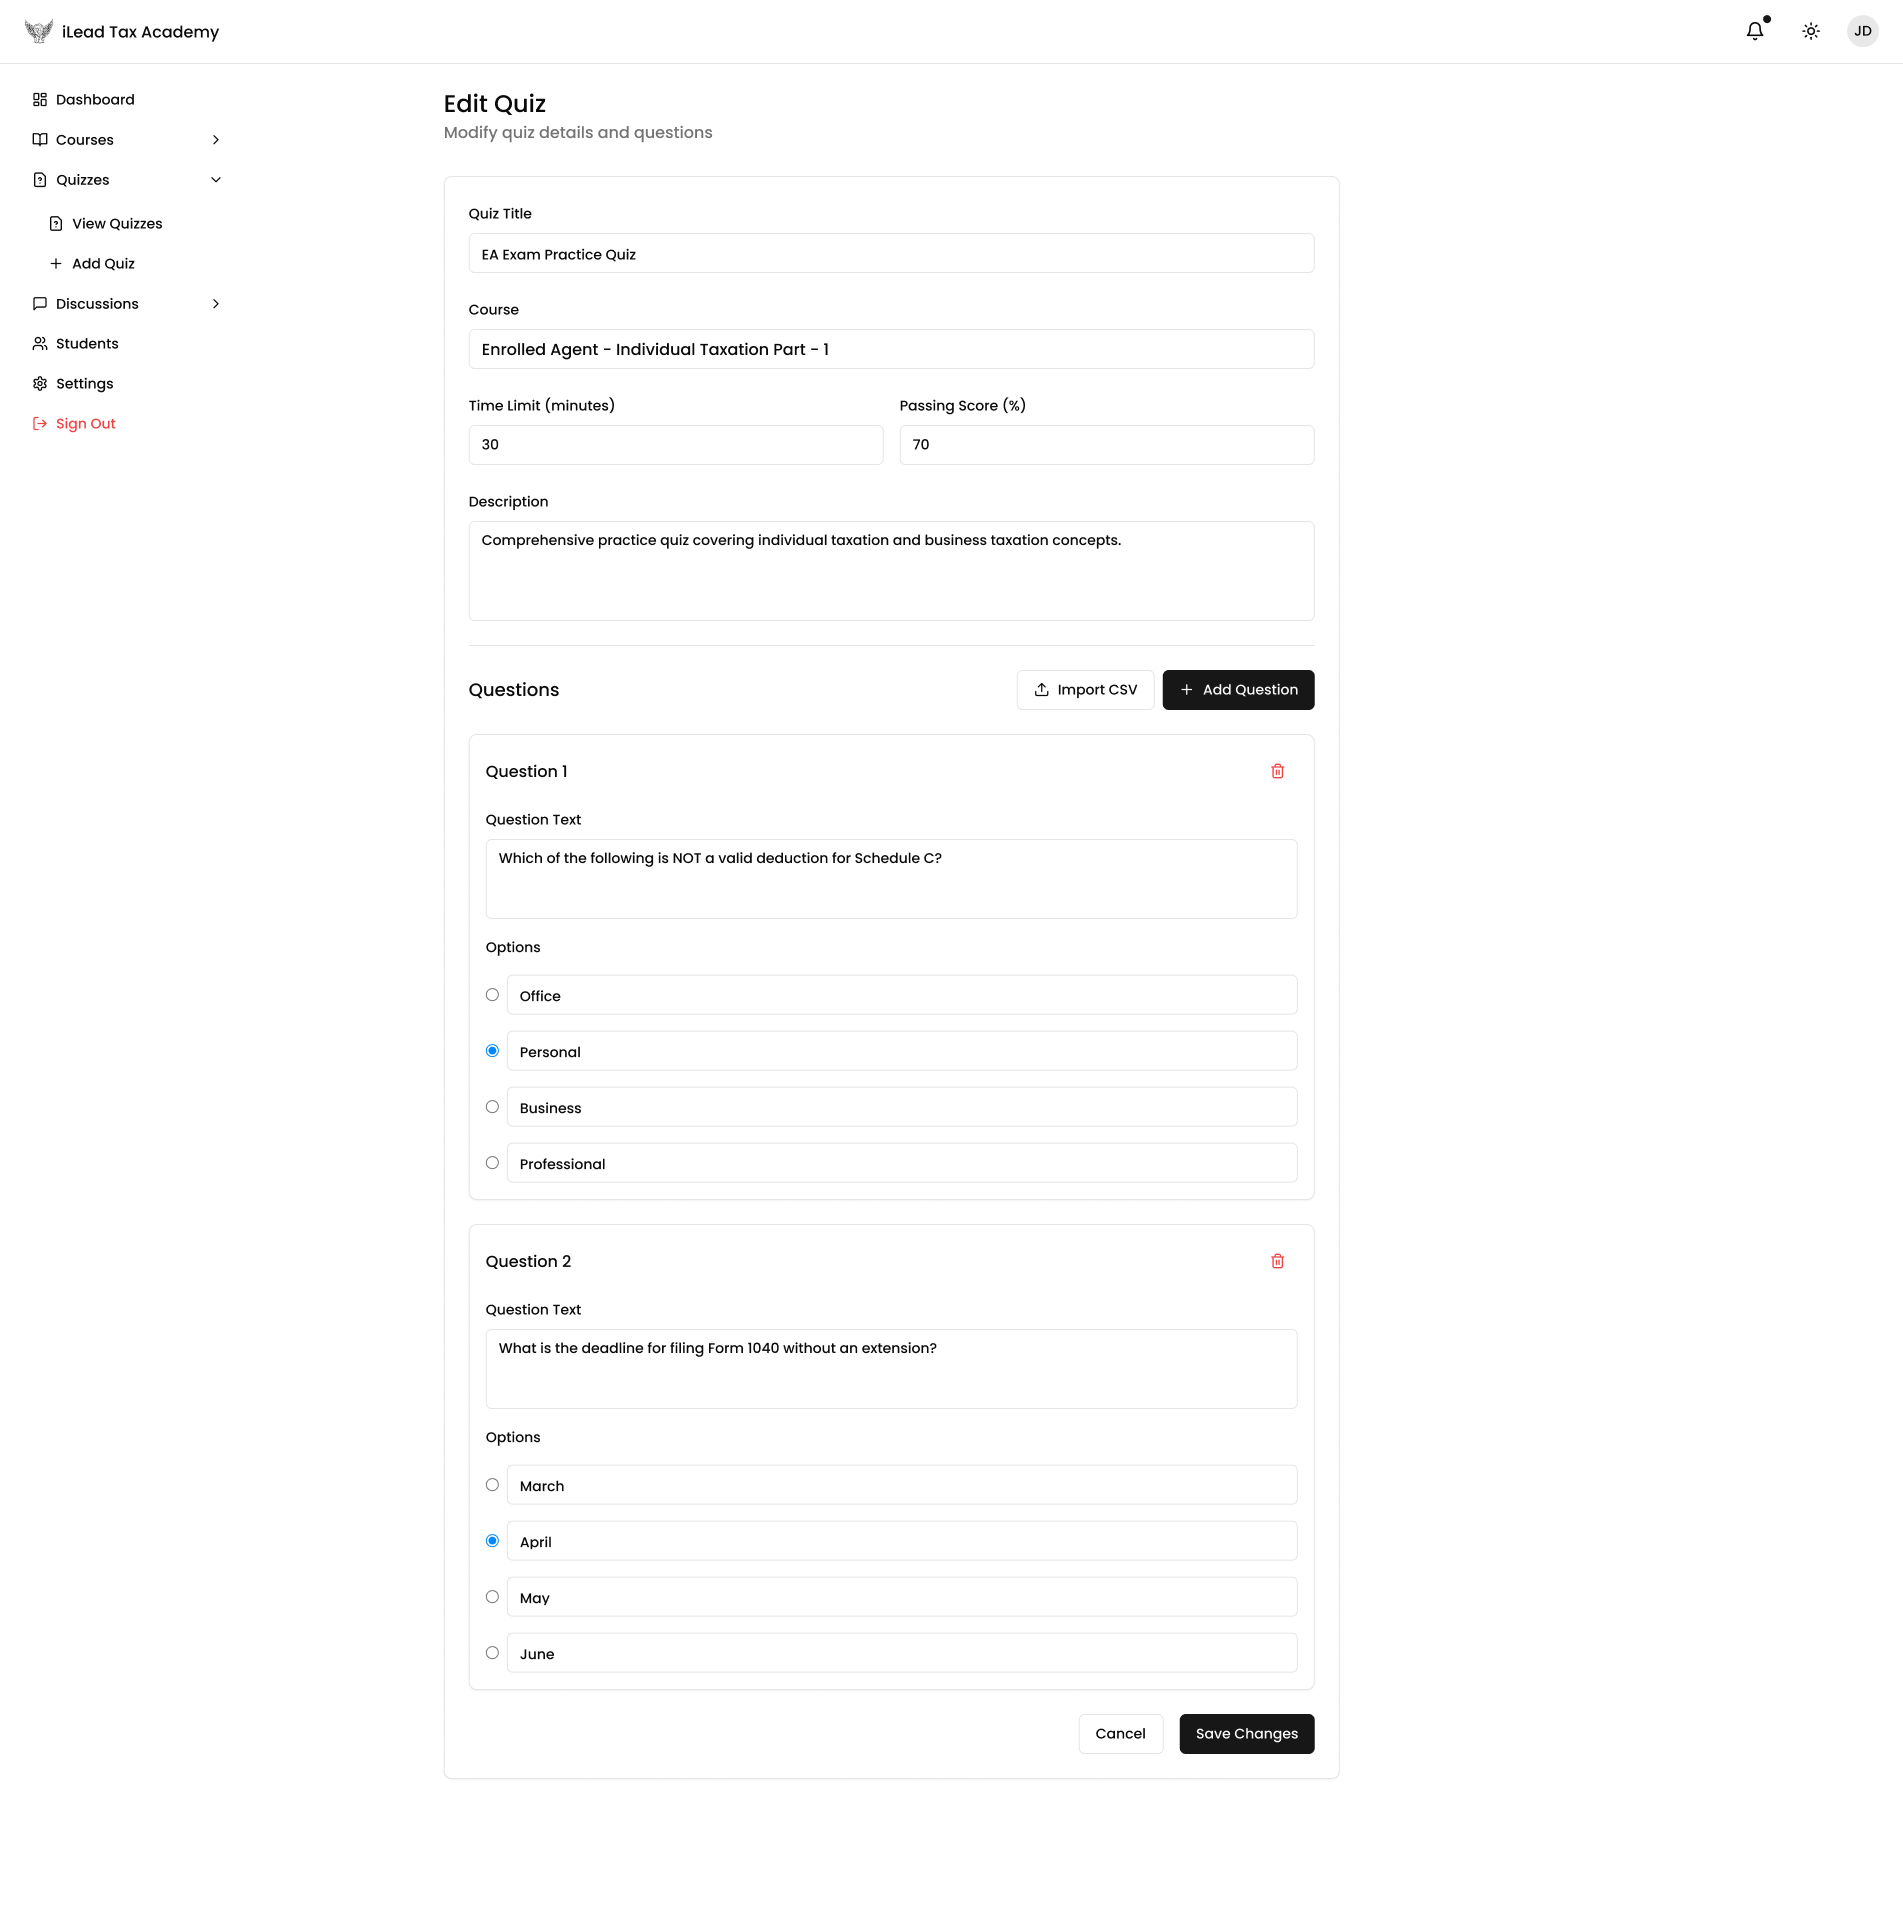 iLead Tax Academy
JD
Dashboard
Courses
Quizzes
View Quizzes
Add Quiz
Discussions
Students
Settings
Sign Out
Edit Quiz
Modify quiz details and questions
Quiz Title
EA Exam Practice Quiz
Course
Enrolled Agent - Individual Taxation Part - 1
Time Limit (minutes)
30
Passing Score (%)
70
Description
Comprehensive practice quiz covering individual taxation and business taxation concepts.
Questions
Import CSV
Add Question
Question 1
Question Text
Which of the following is NOT a valid deduction for Schedule C?
Options
Office
Personal
Business
Professional
Question 2
Question Text
What is the deadline for filing Form 1040 without an extension?
Options
March
April
May
June
Cancel
Save Changes